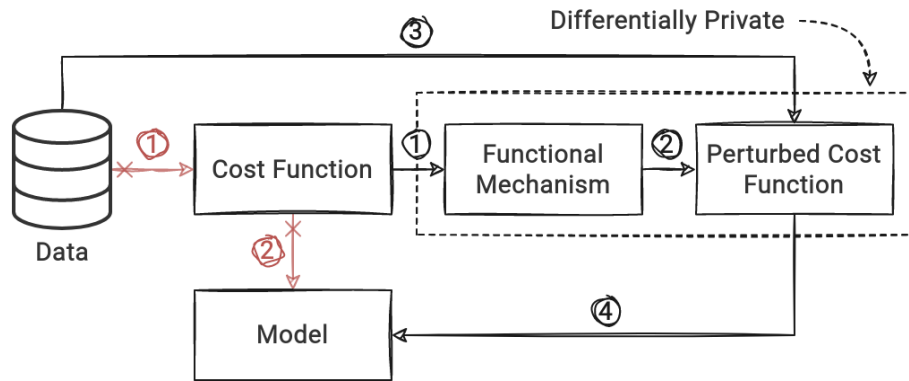 Differentially Private
3
1
Cost Function
1
Functional
Mechanism
2
Perturbed Cost
Function
Data
2
4
Model